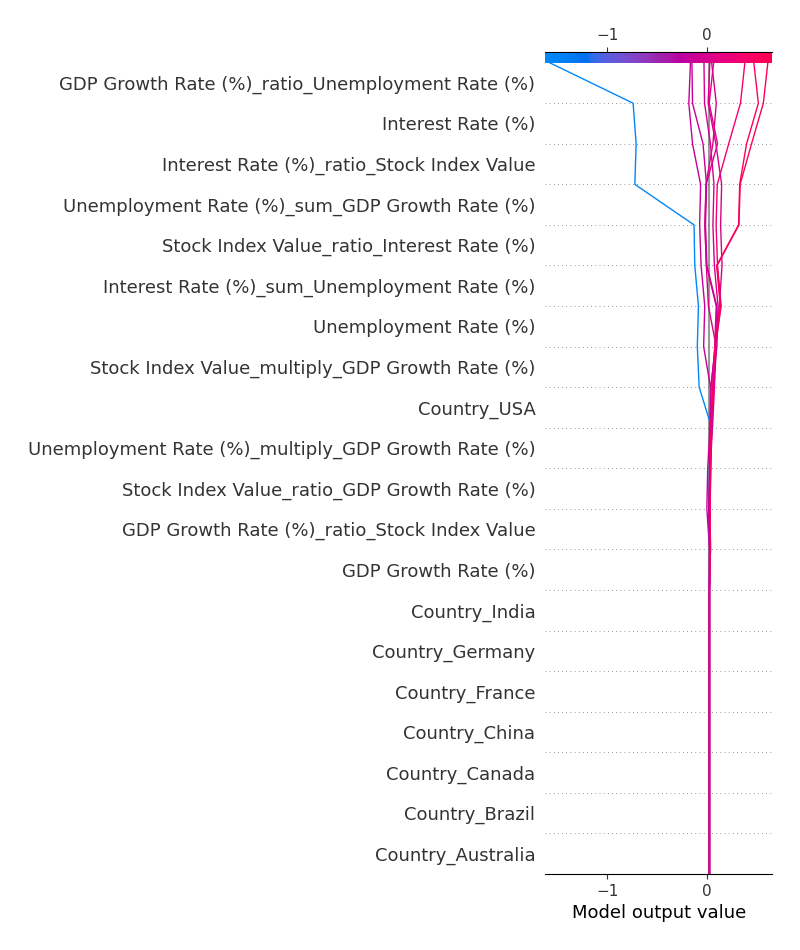 −1 0
GDP Growth Rate (%)_ratio_Unemployment Rate (%)
Interest Rate (%)
Interest Rate (%)_ratio_Stock Index Value
Unemployment Rate (%)_sum_GDP Growth Rate (%)
Stock Index Value_ratio_Interest Rate (%)
Interest Rate (%)_sum_Unemployment Rate (%)
Unemployment Rate (%)
Stock Index Value_multiply_GDP Growth Rate (%)
Country_USA
Unemployment Rate (%)_multiply_GDP Growth Rate (%)
Stock Index Value_ratio_GDP Growth Rate (%)
GDP Growth Rate (%)_ratio_Stock Index Value
GDP Growth Rate (%)
Country_India
Country_Germany
Country_France
Country_China
Country_Canada
Country_Brazil
Country_Australia
−1 0
Model output value